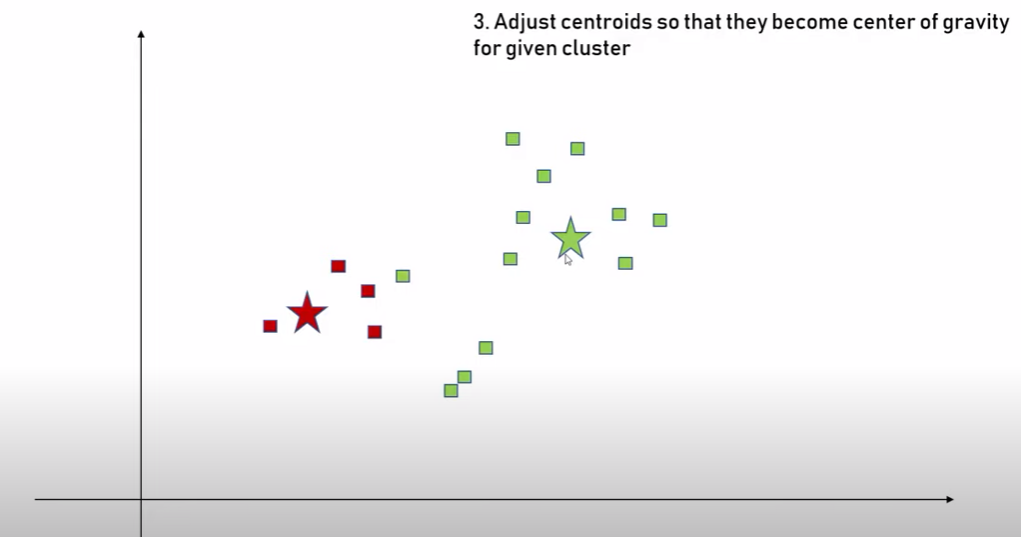 3. Adjust centroids so that they become center of gravity
for given cluster